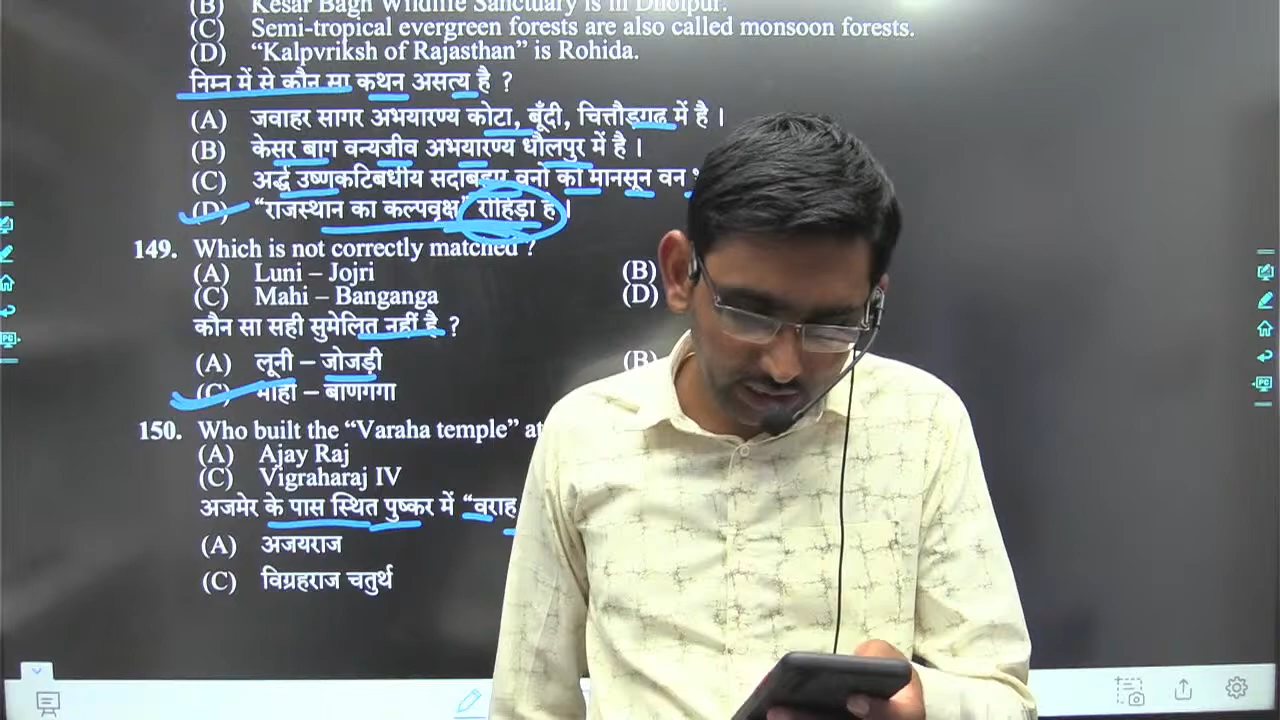 (B) Kesar Bagh Wildlife Sanctuary is in Dholpur.
(C) Semi-tropical evergreen forests are also called monsoon forests.
(D) “Kalpvriksh of Rajasthan” is Rohida.
निम्न में से कौन सा कथन असत्य है ?
(A) जवाहर सागर अभयारण्य कोटा, बूँदी, चित्तौड़गढ़ में है ।
(B) केसर बाग वन्यजीव अभयारण्य धौलपुर में है ।
(C) अर्द्ध उष्णकटिबंधीय सदाबहार वनों को मानसून वन
(D) “राजस्थान का कल्पवृक्ष” रोहिड़ा है ।
149. Which is not correctly matched ?
(A) Luni – Jojri (B)
(C) Mahi – Banganga (D)
कौन सा सही सुमेलित नहीं है ?
(A) लूनी – जोजड़ी (B)
(C) माही – बाणगंगा
150. Who built the “Varaha temple” at
(A) Ajay Raj
(C) Vigraharaj IV
अजमेर के पास स्थित पुष्कर में “वराह
(A) अजयराज
(C) विग्रहराज चतुर्थ
PC
PC